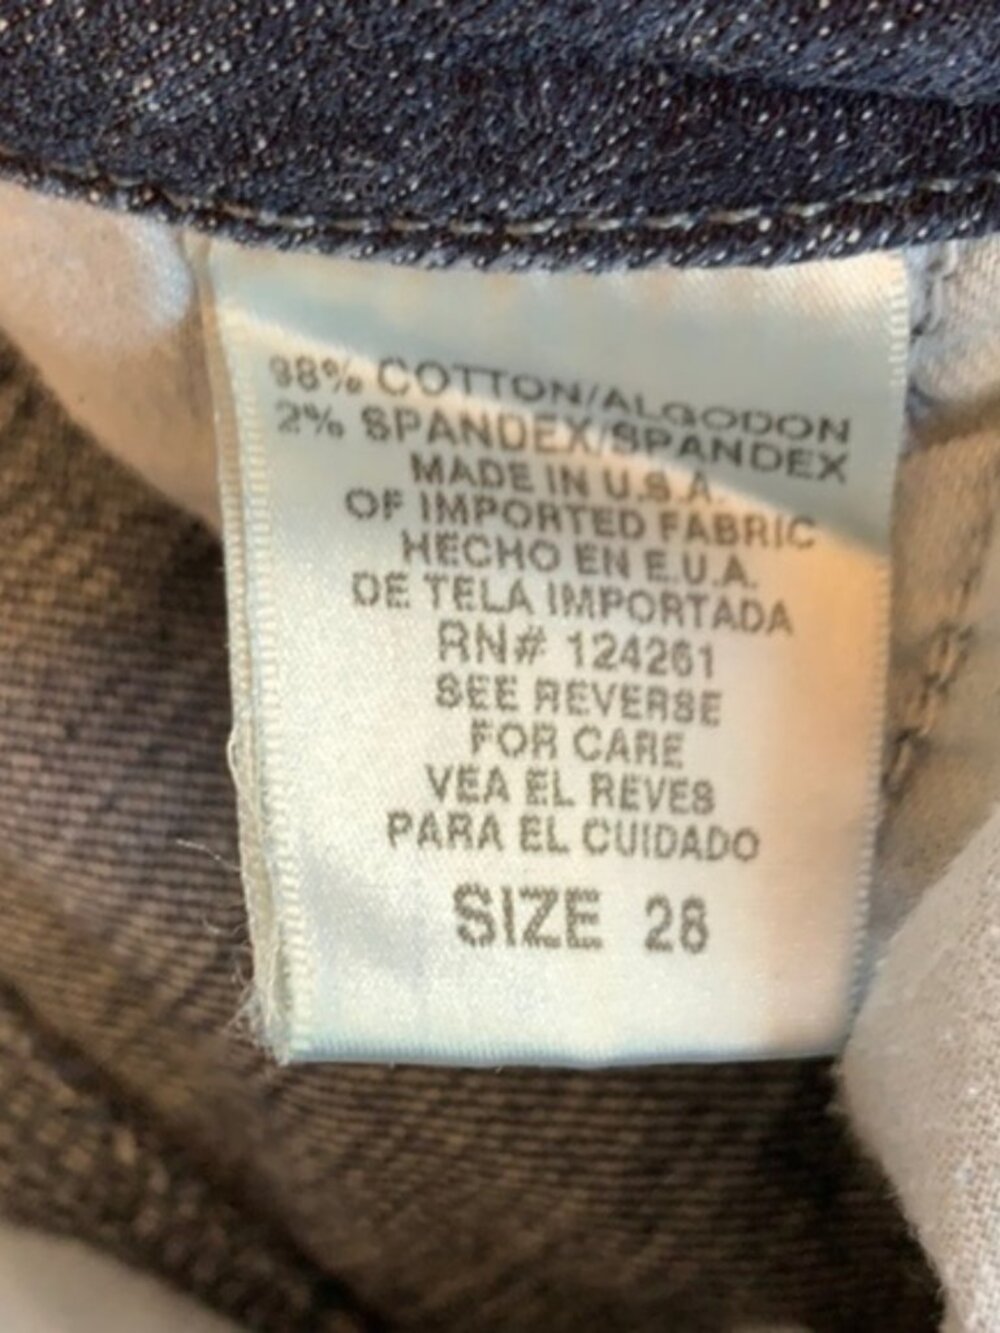 98% COTTON/ALGODON
2% SPANDEX/SPANDEX
MADE IN U.S.A.
OF IMPORTED FABRIC
HECHO EN E.U.A.
DE TELA IMPORTADA
RN# 124261
SEE REVERSE
FOR CARE
VEA EL REVES
PARA EL CUIDADO
SIZE 28